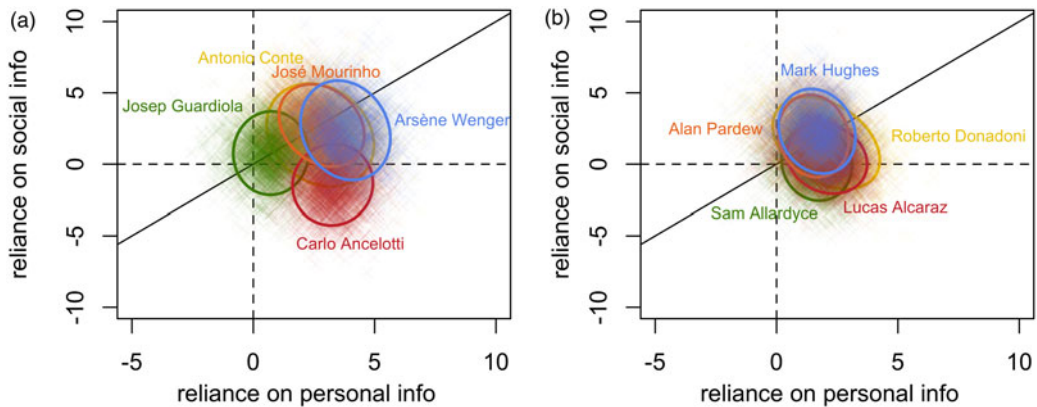 (a)
reliance on social info
10
5
0
-5
-10
Antonio Conte
José Mourinho
Josep Guardiola
Arsène Wenger
Carlo Ancelotti
-5 0 5 10
reliance on personal info
(b)
reliance on social info
10
5
0
-5
-10
Mark Hughes
Alan Pardew
Roberto Donadoni
Sam Allardyce
Lucas Alcaraz
-5 0 5 10
reliance on personal info